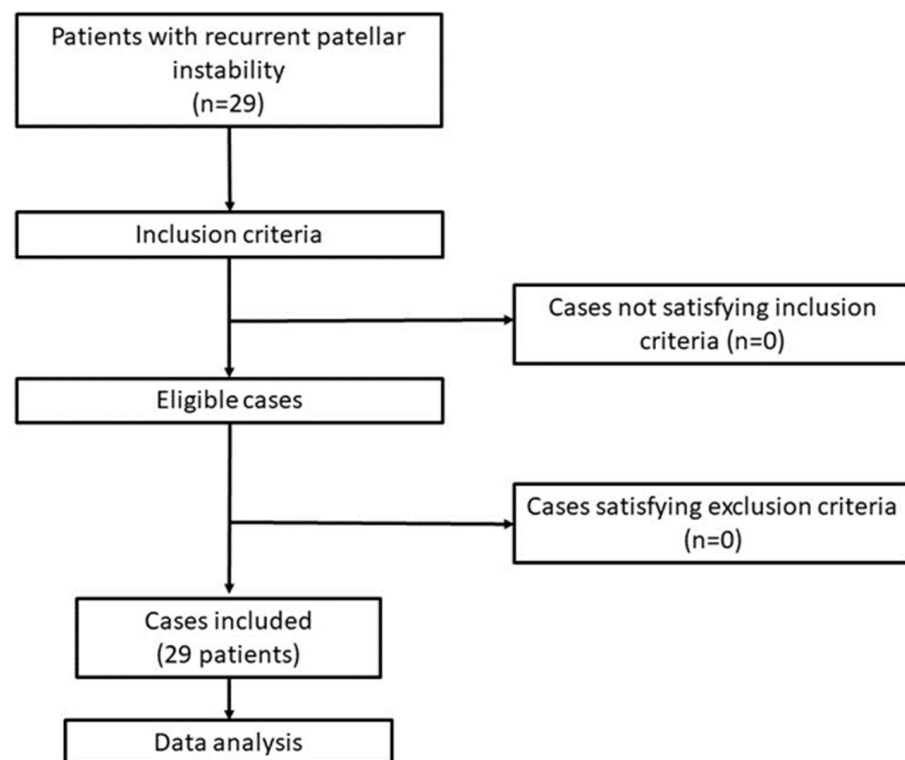 Patients with recurrent patellar
instability
(n=29)
Inclusion criteria
Cases not satisfying inclusion
criteria (n=0)
Eligible cases
Cases satisfying exclusion criteria
(n=0)
Cases included
(29 patients)
Data analysis